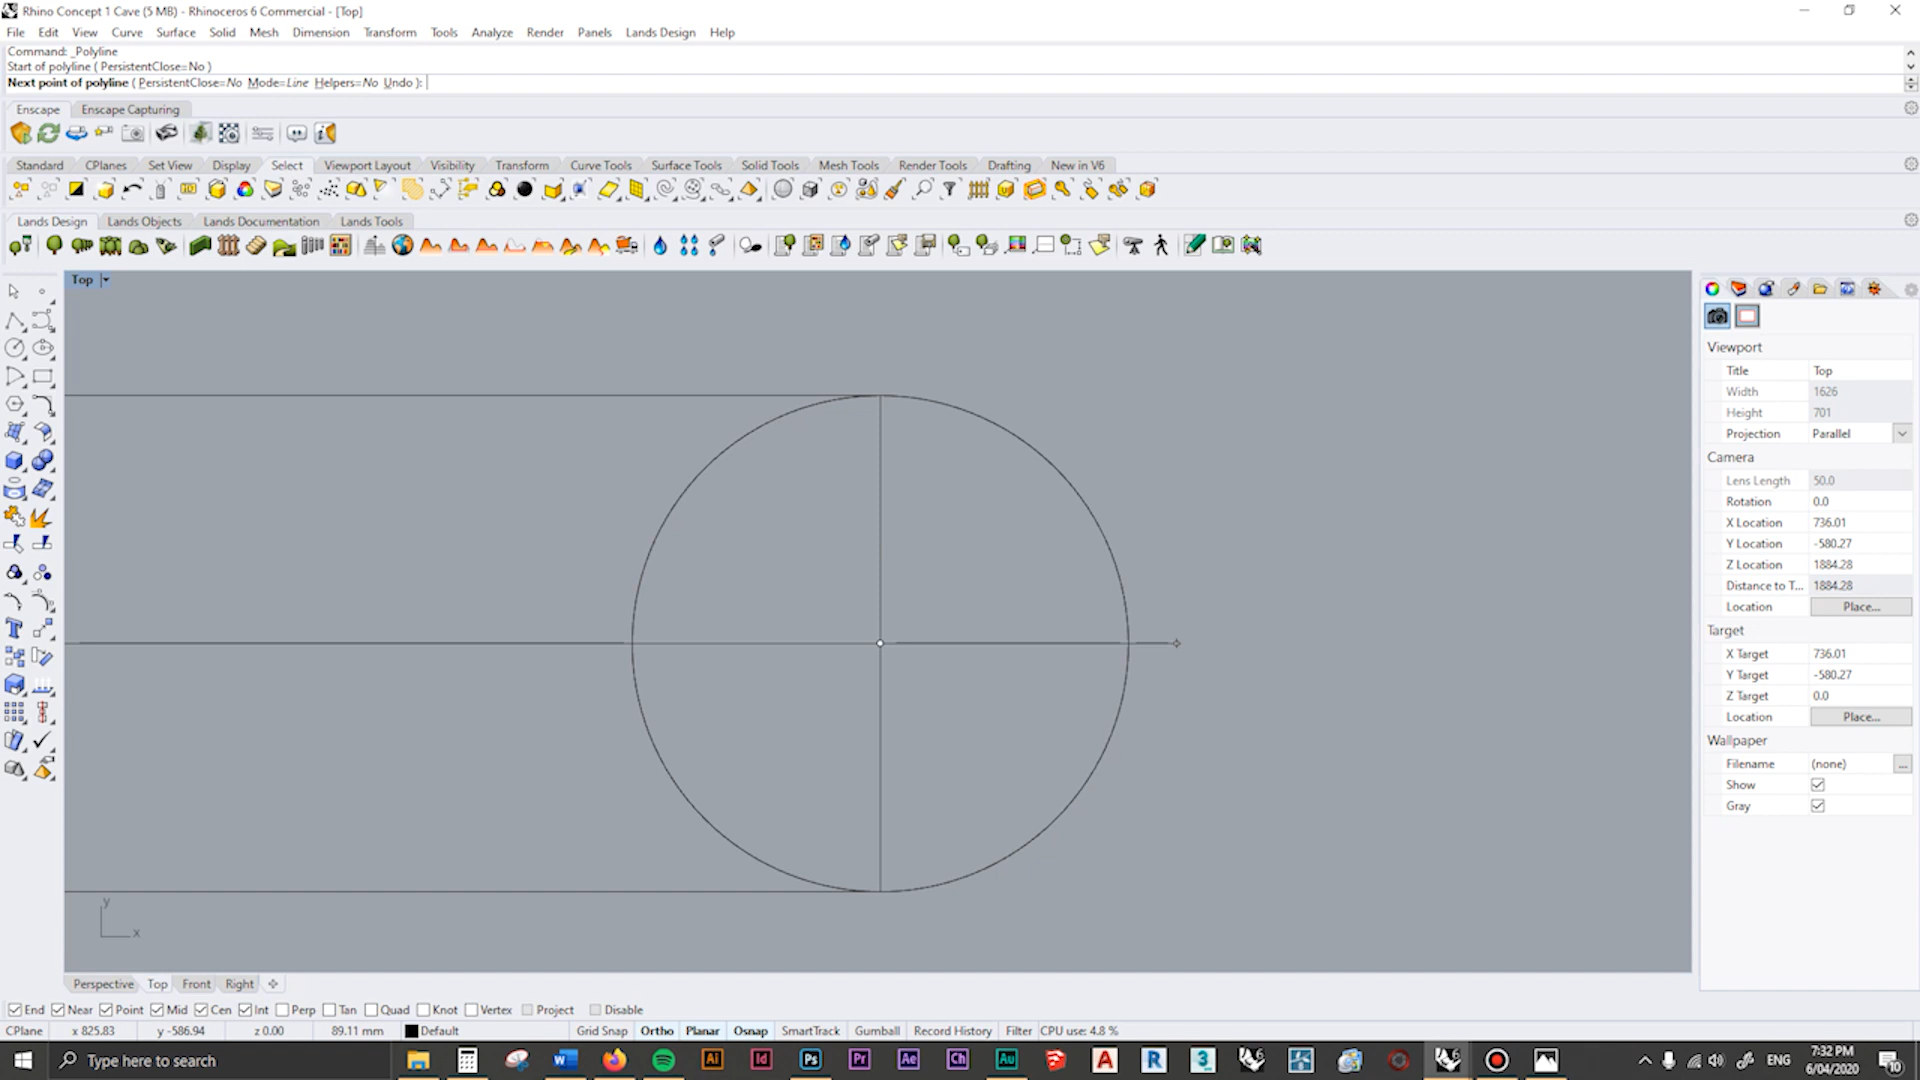 Rhino Concept 1 Cave (5 MB) - Rhinoceros 6 Commercial - [Top]
File Edit View Curve Surface Solid Mesh Dimension Transform Tools Analyze Render Panels Lands Design Help
Command: _Polyline
Start of polyline ( PersistentClose=No )
Next point of polyline ( PersistentClose=No Mode=Line Helpers=No Undo ):
Enscape Enscape Capturing
Standard CPlanes Set View Display Select Viewport Layout Visibility Transform Curve Tools Surface Tools Solid Tools Mesh Tools Render Tools Drafting New in V6
Lands Design Lands Objects Lands Documentation Lands Tools
Top
Viewport
Title Top
Width 1626
Height 701
Projection Parallel
Camera
Lens Length 50.0
Rotation 0.0
X Location 736.01
Y Location -580.27
Z Location 1884.28
Distance to T... 1884.28
Location Place...
Target
X Target 736.01
Y Target -580.27
Z Target 0.0
Location Place...
Wallpaper
Filename (none) ...
Show
Gray
y
x
Perspective Top Front Right
End Near Point Mid Cen Int Perp Tan Quad Knot Vertex Project Disable
CPlane x 825.83 y -586.94 z 0.00 89.11 mm Default Grid Snap Ortho Planar Osnap SmartTrack Gumball Record History Filter CPU use: 4.8 %
Type here to search Ai Id Ps Pr Ae Ch Au A R 3 ENG 7:32 PM
6/04/2020 10